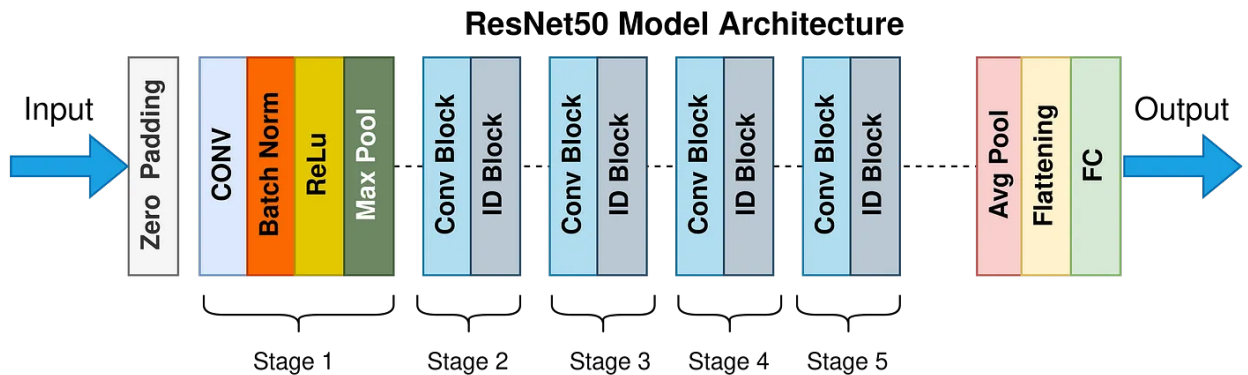 ResNet50 Model Architecture
Input
Zero Padding
CONV
Batch Norm
ReLu
Max Pool
Conv Block
ID Block
Conv Block
ID Block
Conv Block
ID Block
Conv Block
ID Block
Avg Pool
Flattening
FC
Output
Stage 1
Stage 2
Stage 3
Stage 4
Stage 5